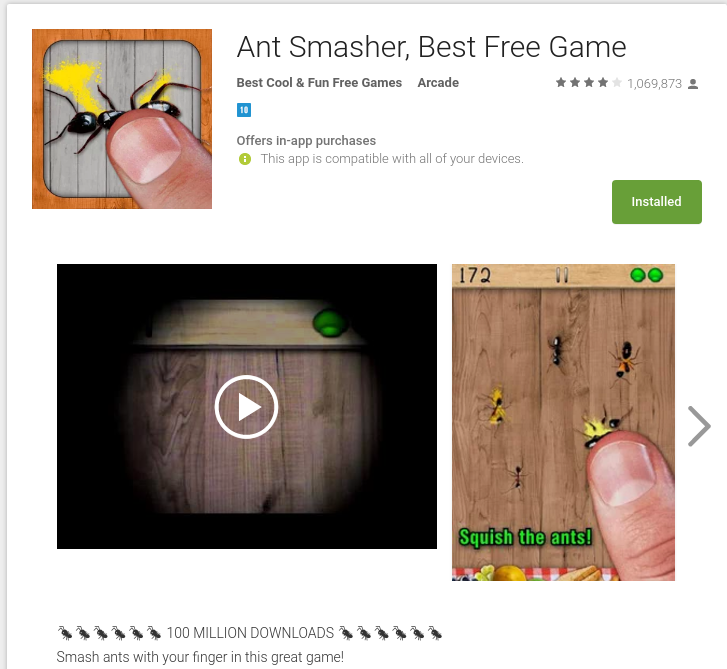 Ant Smasher, Best Free Game
Best Cool & Fun Free Games Arcade 1,069,873
10
Offers in-app purchases
This app is compatible with all of your devices.
Installed
172
Squish the ants!
🐜🐜🐜🐜🐜🐜 100 MILLION DOWNLOADS 🐜🐜🐜🐜🐜🐜
Smash ants with your finger in this great game!